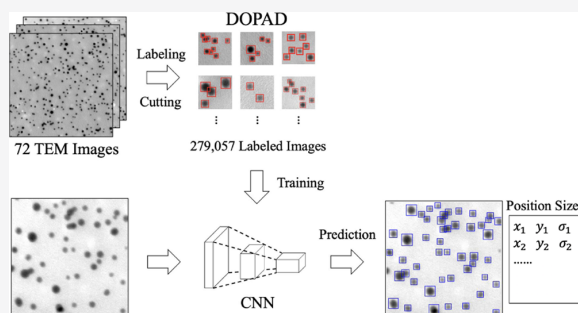 DOPAD
Labeling
Cutting
72 TEM Images
279,057 Labeled Images
Training
Prediction
CNN
Position Size
x₁ y₁ σ₁
x₂ y₂ σ₂
......